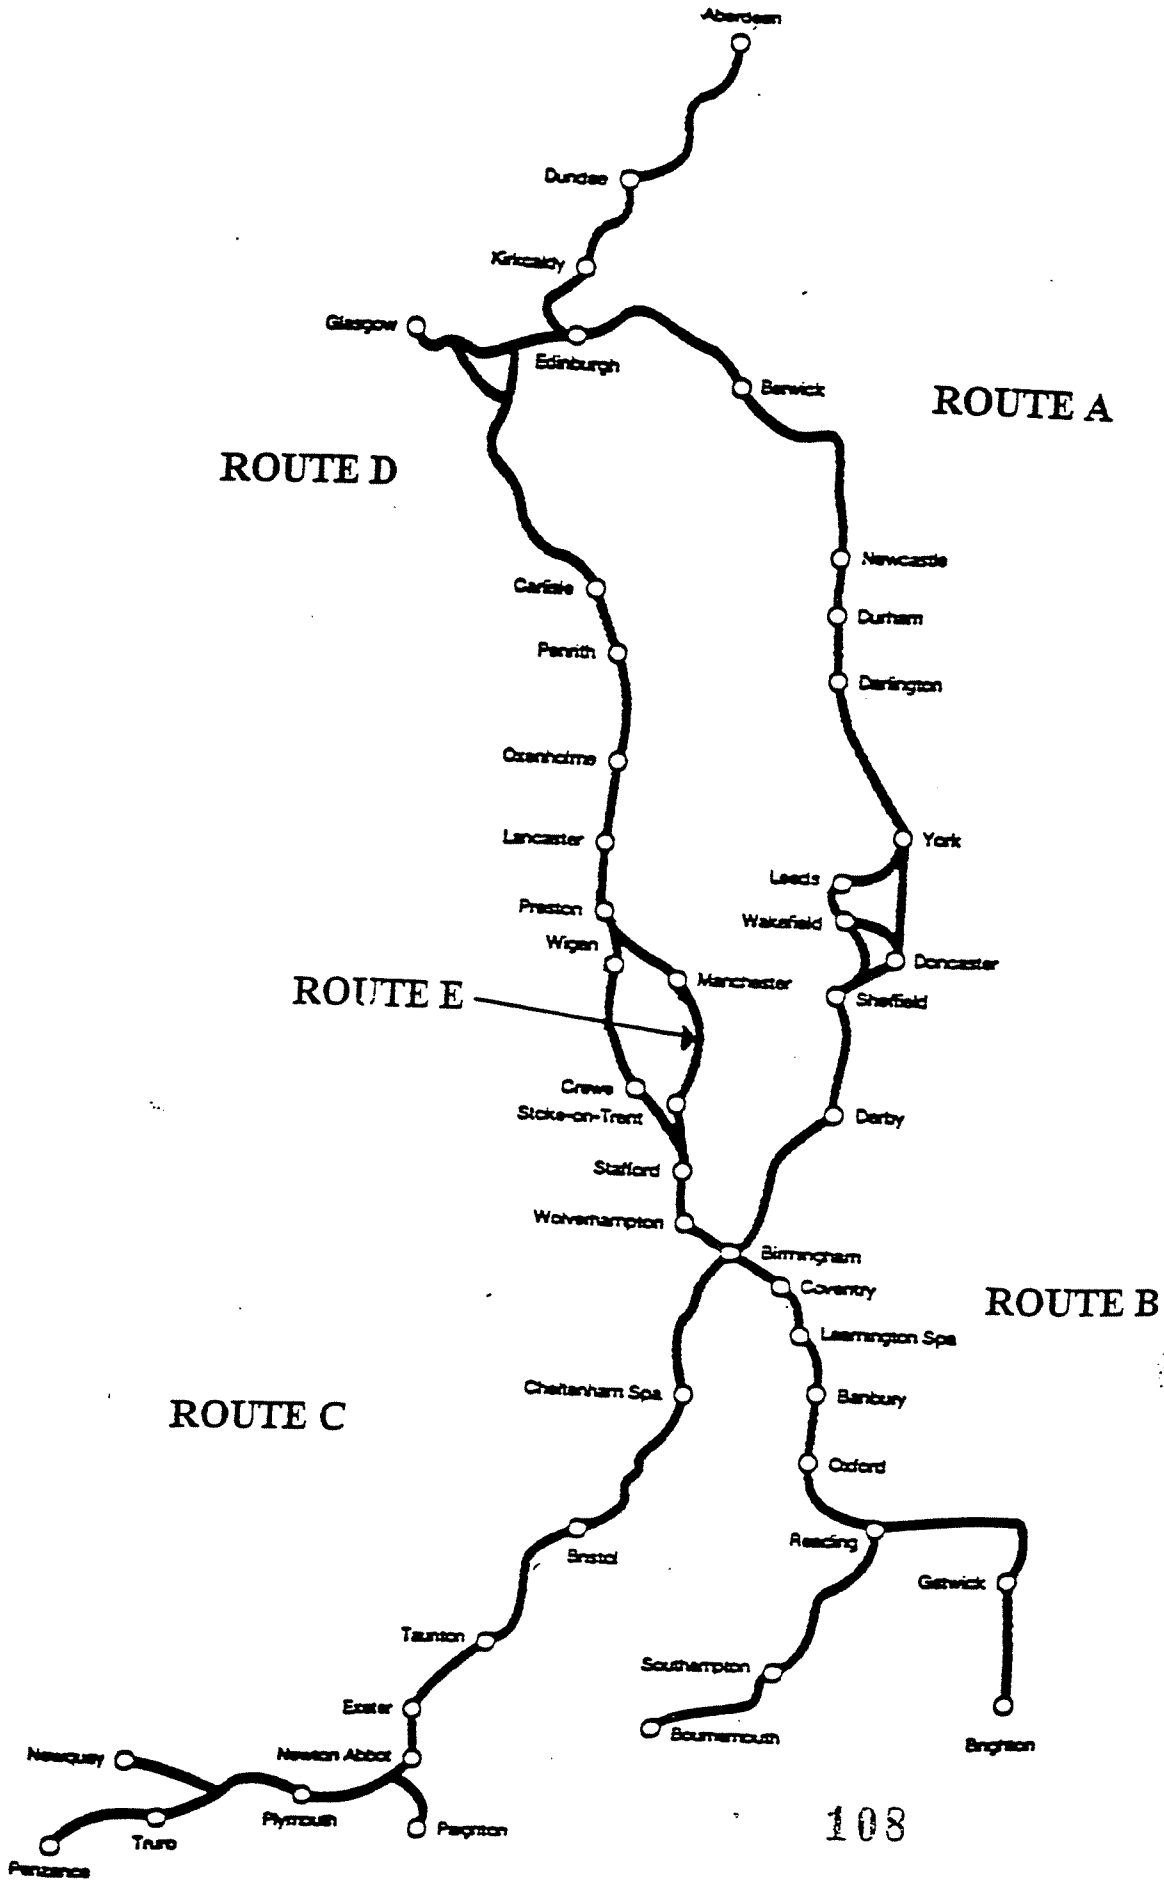 Aberdeen
Dundee
Kirkcaldy
Glasgow
Edinburgh
Berwick
ROUTE A
ROUTE D
Newcastle
Carlisle
Durham
Penrith
Darlington
Oxenholme
Lancaster
York
Leeds
Preston
Wakefield
Wigan
Doncaster
Manchester
ROUTE E
Sheffield
Crewe
Stoke-on-Trent
Derby
Stafford
Wolverhampton
Birmingham
Coventry
ROUTE B
Leamington Spa
Cheltenham Spa
Banbury
ROUTE C
Oxford
Reading
Bristol
Gatwick
Taunton
Southampton
Exeter
Bournemouth
Brighton
Newquay
Newton Abbot
Plymouth
Paignton
Truro
Penzance
108